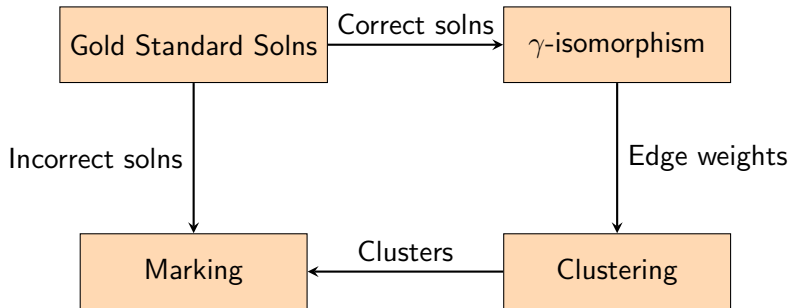 Gold Standard Solns
Correct solns
γ-isomorphism
Incorrect solns
Edge weights
Marking
Clusters
Clustering